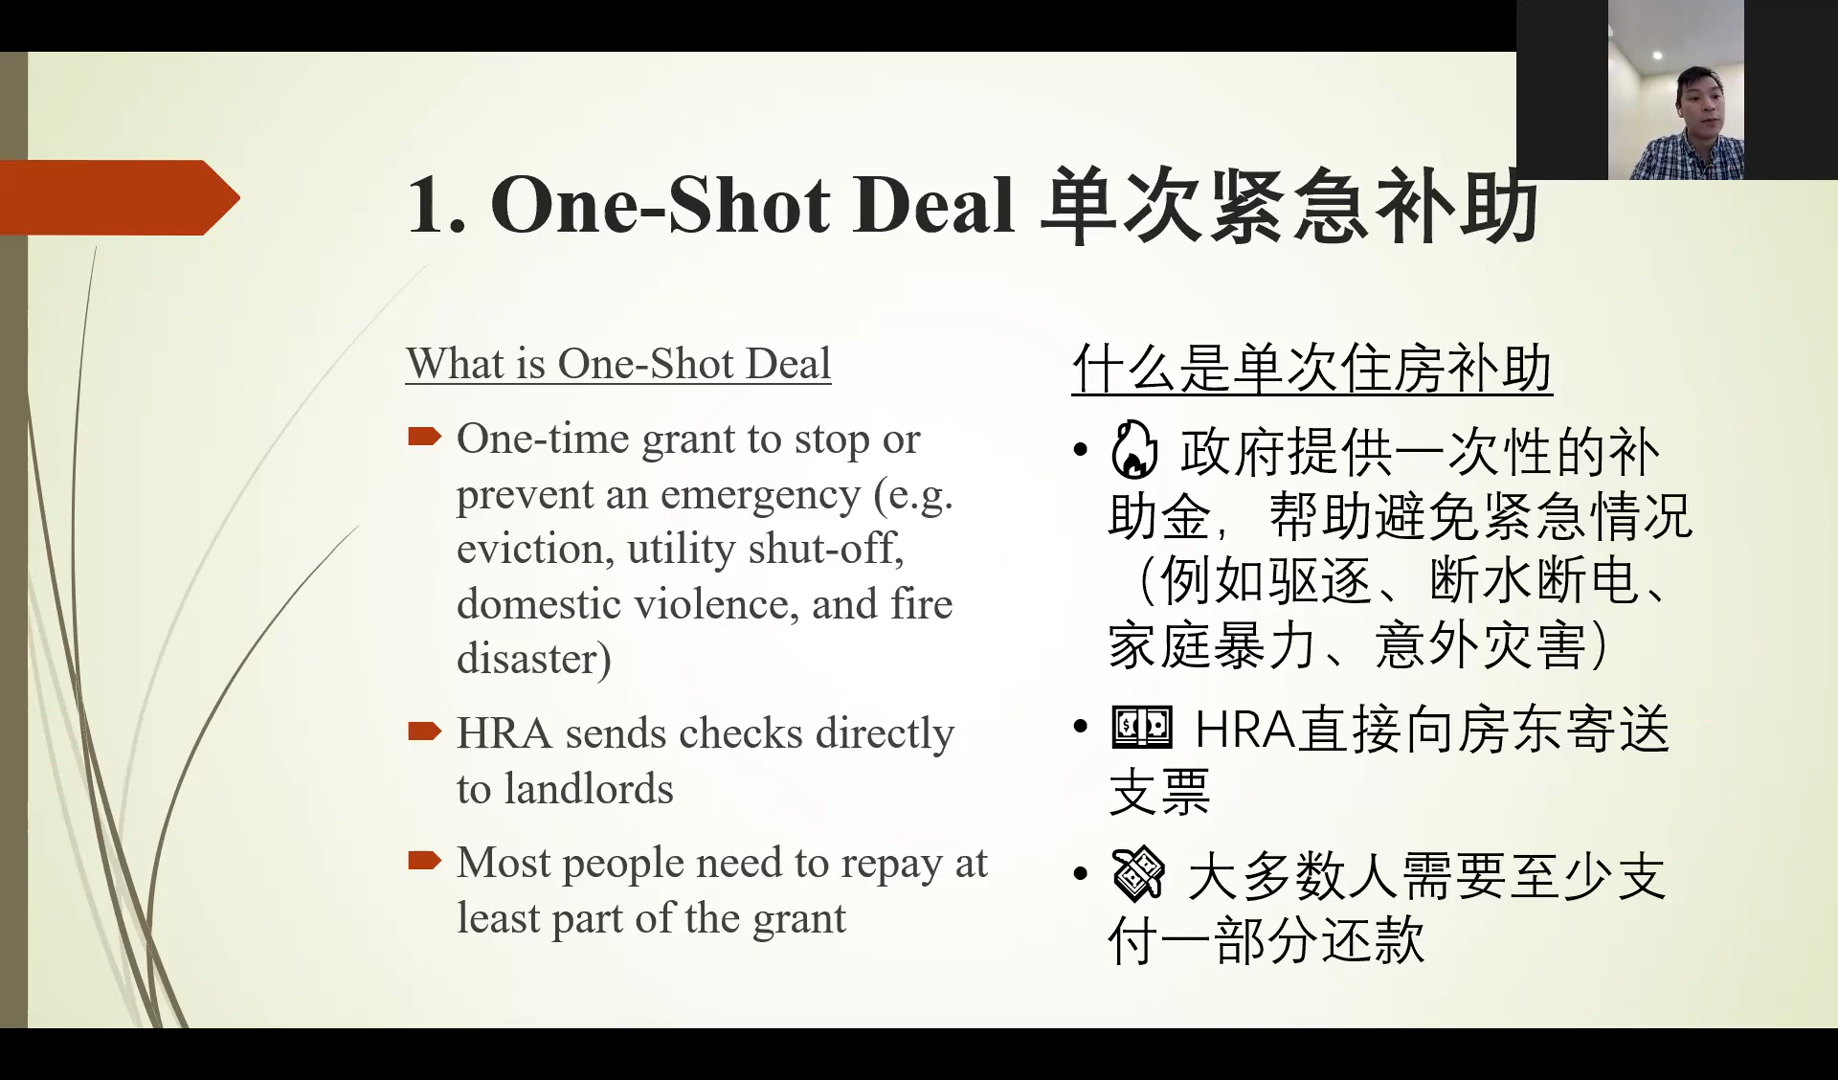 1. One-Shot Deal 单次紧急补助
What is One-Shot Deal
One-time grant to stop or
prevent an emergency (e.g.
eviction, utility shut-off,
domestic violence, and fire
disaster)
HRA sends checks directly
to landlords
Most people need to repay at
least part of the grant
什么是单次住房补助
• 🔥 政府提供一次性的补
助金，帮助避免紧急情况
（例如驱逐、断水断电、
家庭暴力、意外灾害）
• 💵 HRA直接向房东寄送
支票
• 💸 大多数人需要至少支
付一部分还款